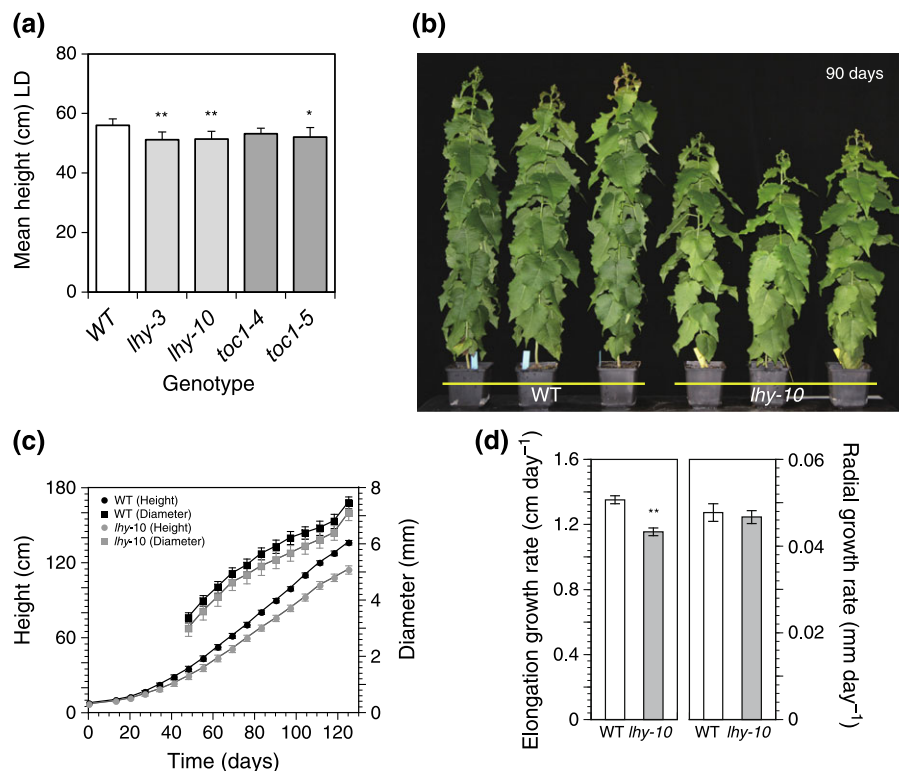 (a)
Mean height (cm) LD
80
60
40
20
0
** ** *
WT lhy-3 lhy-10 toc1-4 toc1-5
Genotype
(b)
90 days
WT lhy-10
(c)
Height (cm)
180
120
60
0
WT (Height)
WT (Diameter)
lhy-10 (Height)
lhy-10 (Diameter)
8
6
4
2
0
Diameter (mm)
0 20 40 60 80 100 120
Time (days)
(d)
Elongation growth rate (cm day⁻¹)
1.6
1.2
0.8
0.4
0
**
WT lhy-10
WT lhy-10
0.06
0.04
0.02
0
Radial growth rate (mm day⁻¹)